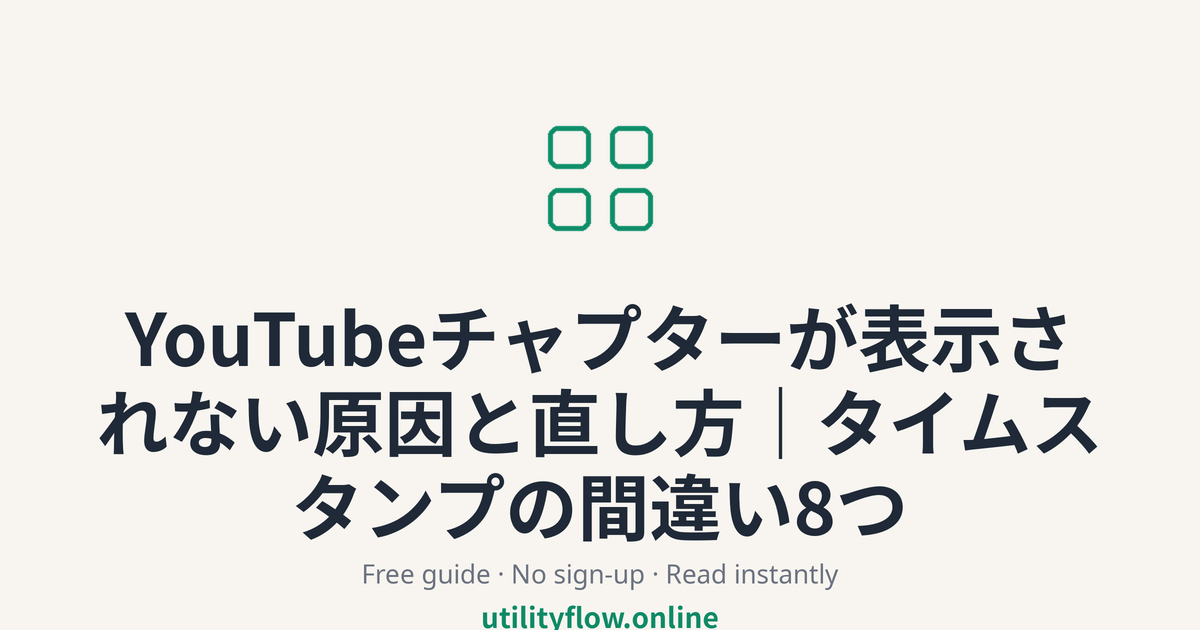 YouTubeチャプターが表示さ
れない原因と直し方｜タイムス
タンプの間違い8つ
Free guide · No sign-up · Read instantly
utilityflow.online